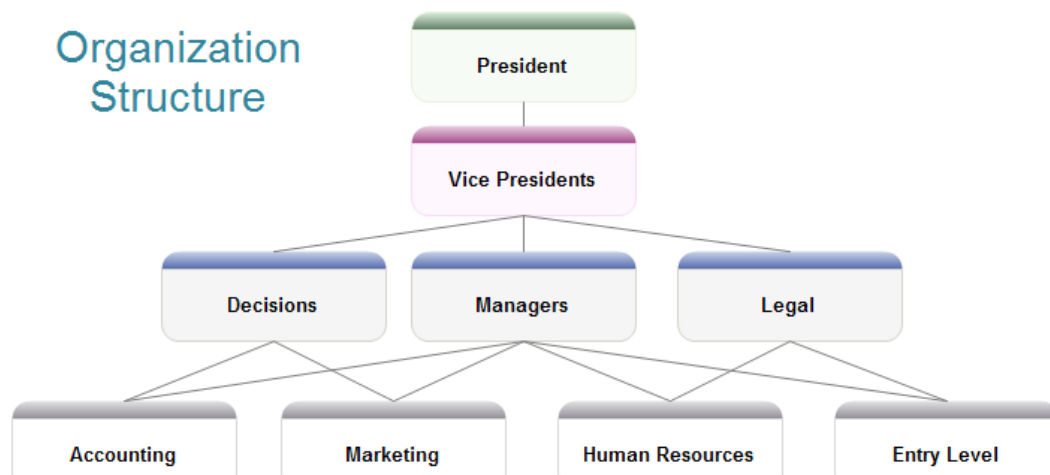 Organization
Structure
President
Vice Presidents
Decisions
Managers
Legal
Accounting
Marketing
Human Resources
Entry Level